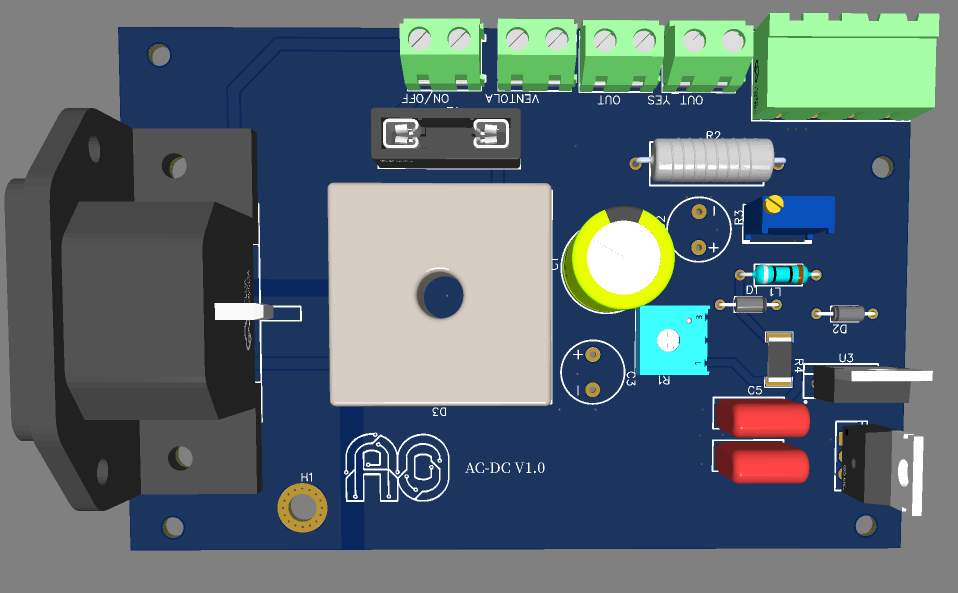 ON/OFF
VENTOLA
OUT
YES
OUT
R2
R3
D1
L1
D2
R1
C3
R4
U3
C5
D3
AC-DC V1.0
H1